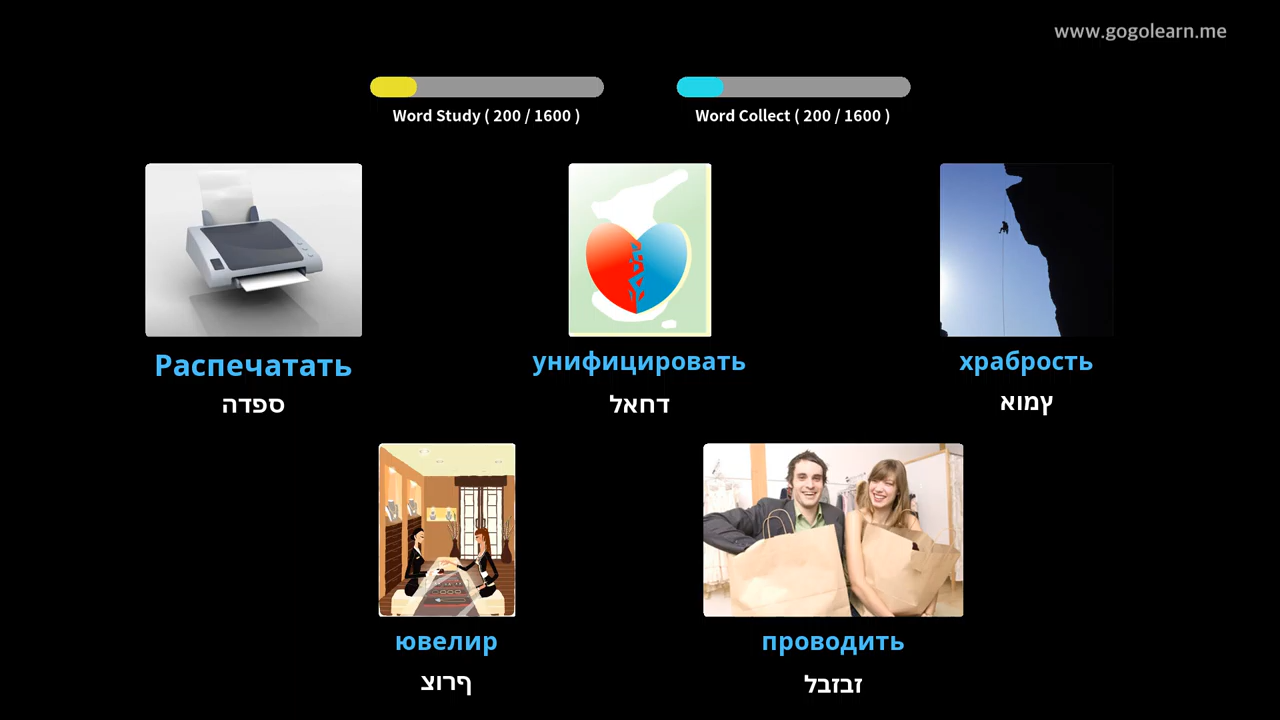 www.gogolearn.me
Word Study ( 200 / 1600 )
Word Collect ( 200 / 1600 )
Распечатать
ספדה
унифицировать
דחאל
храбрость
ץמוא
ювелир
ףרוצ
проводить
זבזבל